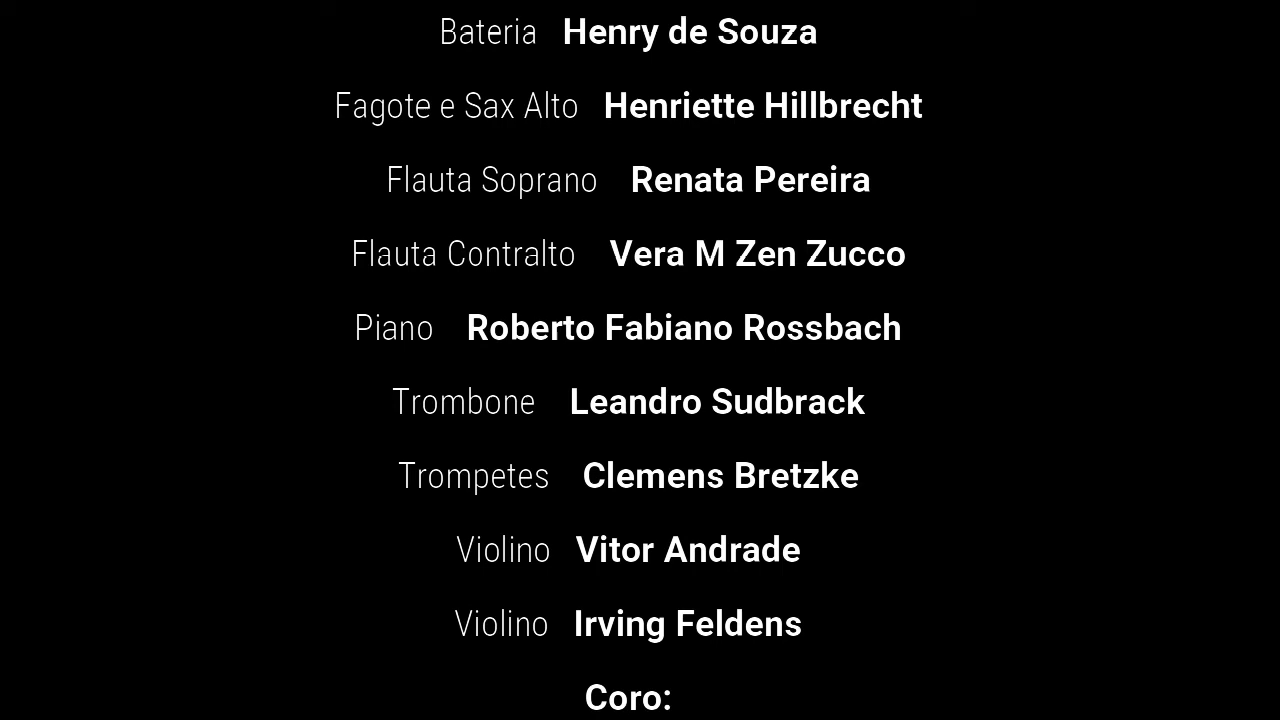 Bateria Henry de Souza
Fagote e Sax Alto Henriette Hillbrecht
Flauta Soprano Renata Pereira
Flauta Contralto Vera M Zen Zucco
Piano Roberto Fabiano Rossbach
Trombone Leandro Sudbrack
Trompetes Clemens Bretzke
Violino Vitor Andrade
Violino Irving Feldens
Coro: